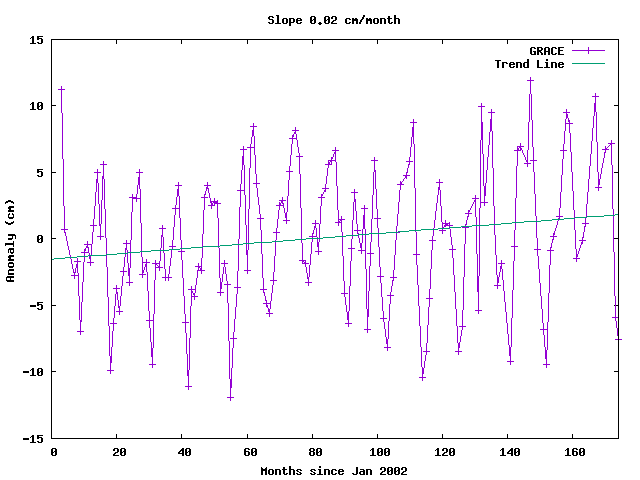 Slope 0.02 cm/month
GRACE
Trend Line
15
10
5
0
-5
-10
-15
Anomaly (cm)
0 20 40 60 80 100 120 140 160
Months since Jan 2002